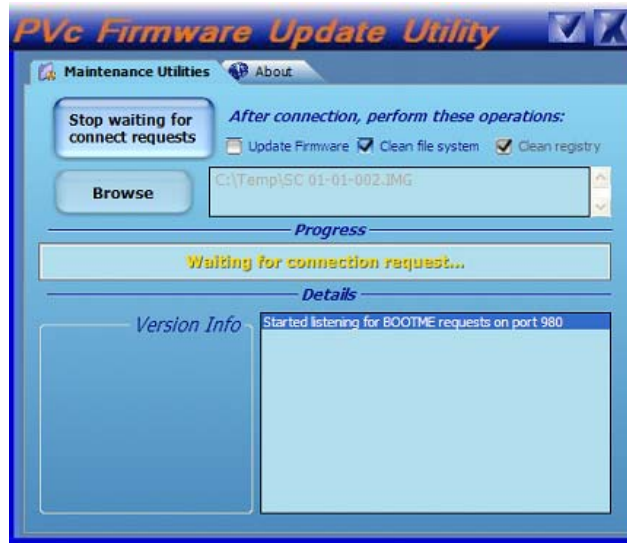 PVc Firmware Update Utility
Maintenance Utilities About
Stop waiting for
connect requests
After connection, perform these operations:
Update Firmware Clean file system Clean registry
Browse
C:\Temp\SC 01-01-002.IMG
Progress
Waiting for connection request...
Details
Version Info
Started listening for BOOTME requests on port 980